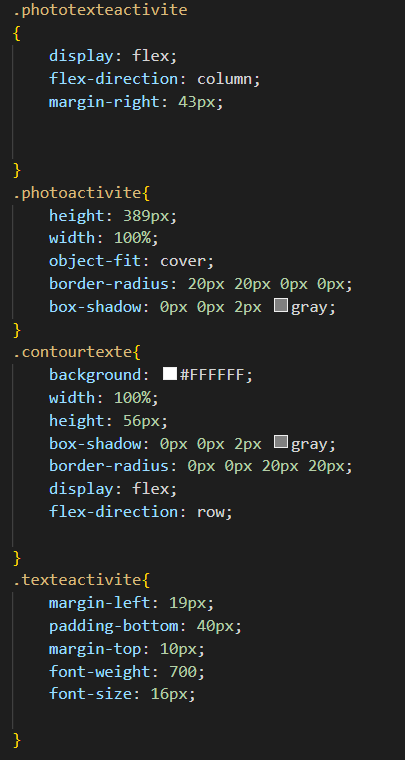 .phototexteactivite
{
    display: flex;
    flex-direction: column;
    margin-right: 43px;
}
.photoactivite{
    height: 389px;
    width: 100%;
    object-fit: cover;
    border-radius: 20px 20px 0px 0px;
    box-shadow: 0px 0px 2px gray;
}
.contourtexte{
    background: #FFFFFF;
    width: 100%;
    height: 56px;
    box-shadow: 0px 0px 2px gray;
    border-radius: 0px 0px 20px 20px;
    display: flex;
    flex-direction: row;
}
.texteactivite{
    margin-left: 19px;
    padding-bottom: 40px;
    margin-top: 10px;
    font-weight: 700;
    font-size: 16px;
}